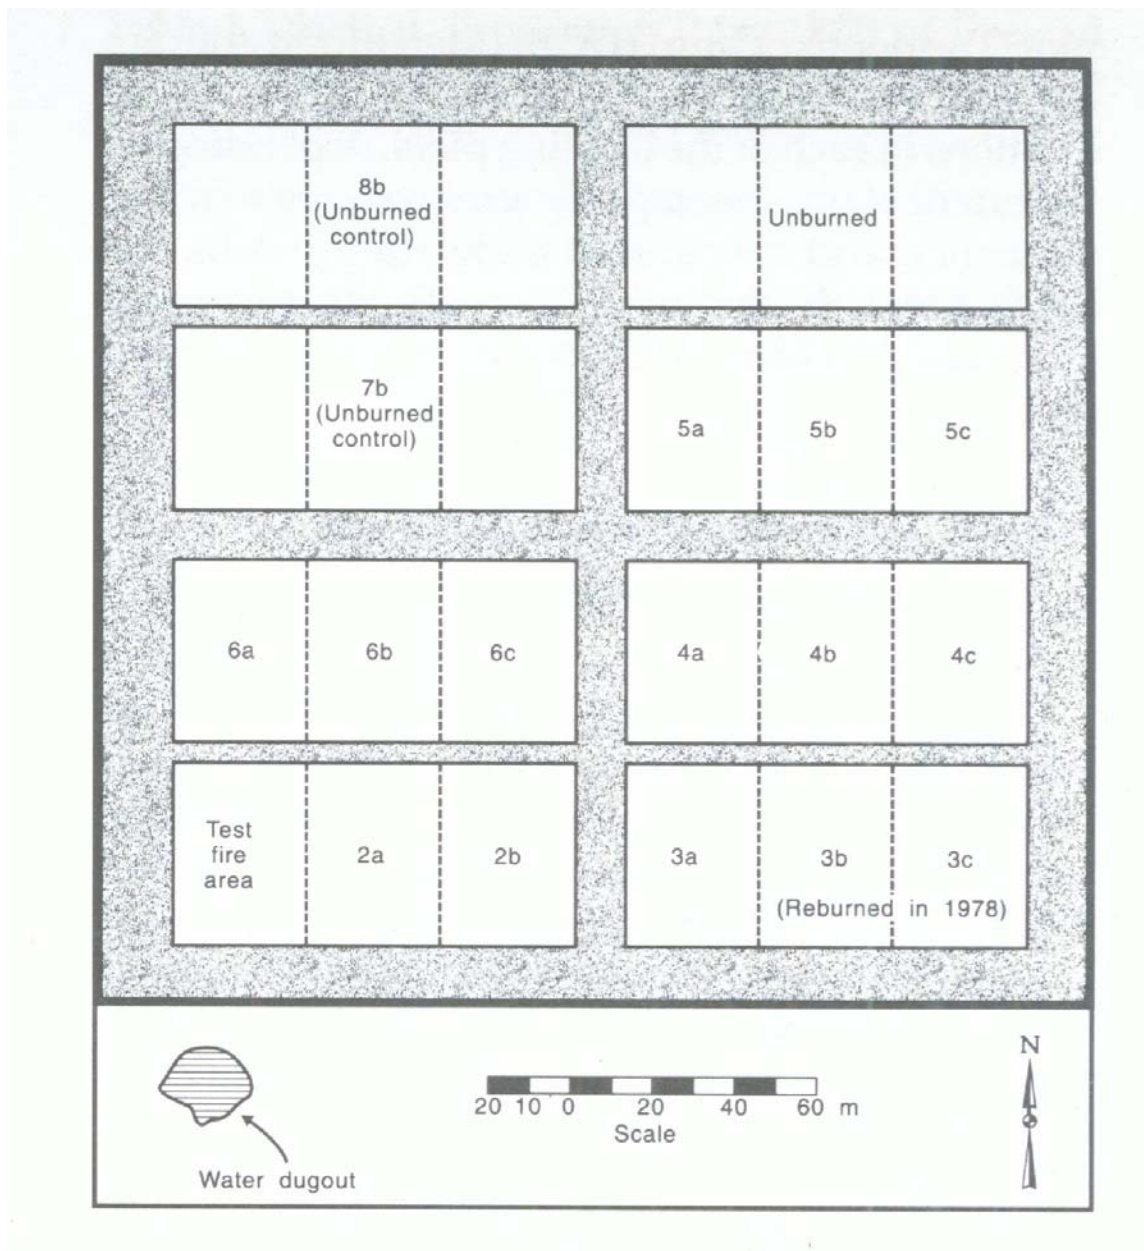 8b
(Unburned
control)
Unburned
7b
(Unburned
control)
5a
5b
5c
6a
6b
6c
4a
4b
4c
Test
fire
area
2a
2b
3a
3b
3c
(Reburned in 1978)
N
20 10 0 20 40 60 m
Scale
Water dugout